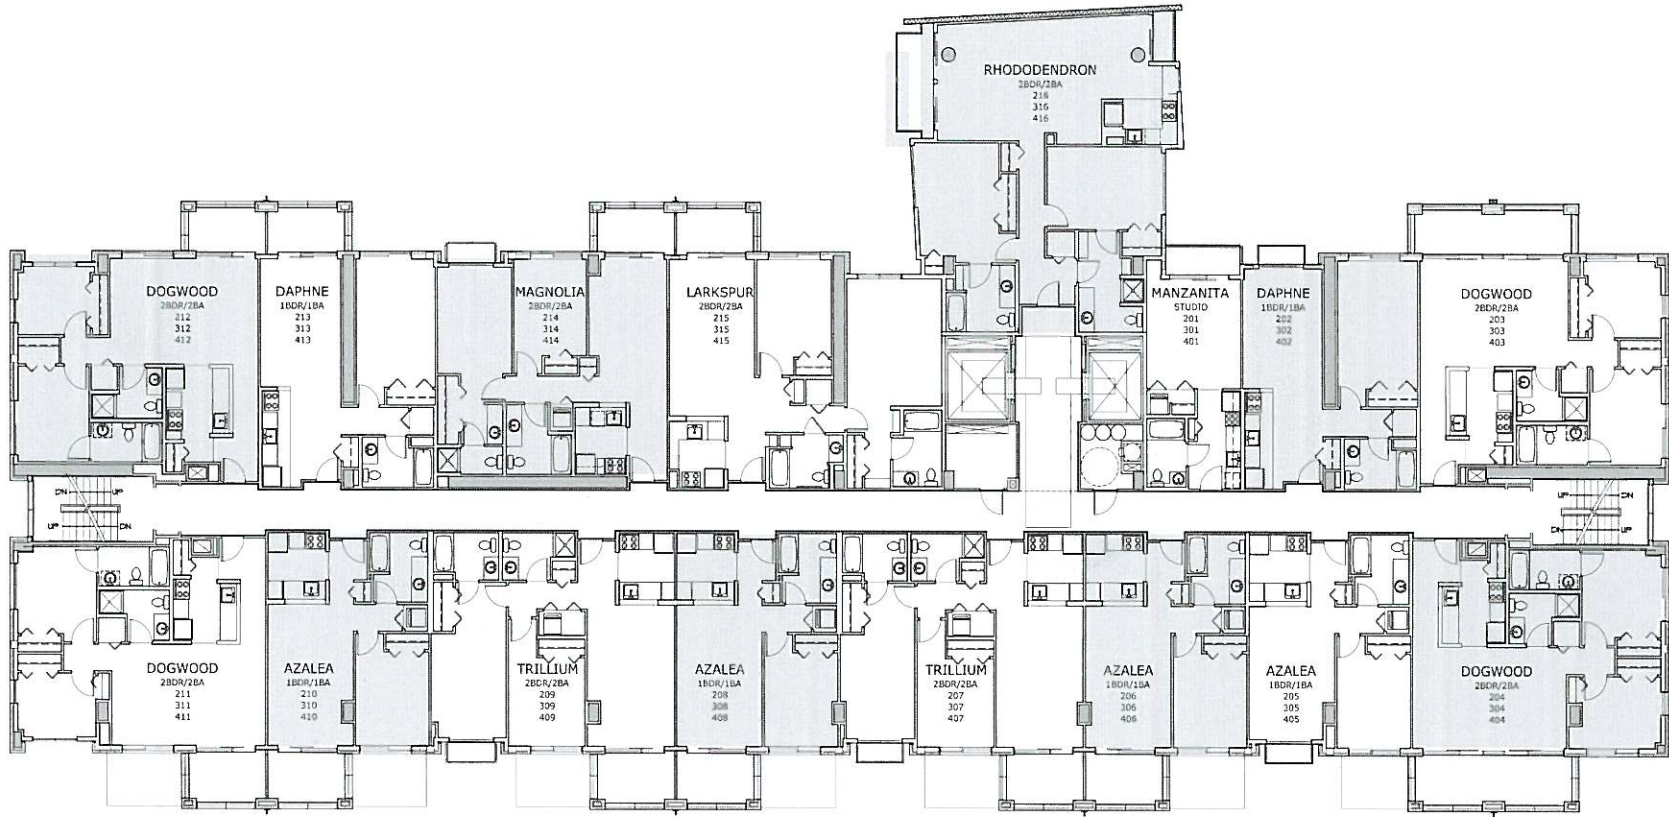 RHODODENDRON
2BDR/2BA
216
316
416
DOGWOOD
2BDR/2BA
212
312
412
DAPHNE
1BDR/1BA
213
313
413
MAGNOLIA
2BDR/2BA
214
314
414
LARKSPUR
2BDR/2BA
215
315
415
MANZANITA
STUDIO
201
301
401
DAPHNE
1BDR/1BA
202
302
402
DOGWOOD
2BDR/2BA
203
303
403
DN
UP
UP
DN
UP
DN
DN
UP
DOGWOOD
2BDR/2BA
211
311
411
AZALEA
1BDR/1BA
210
310
410
TRILLIUM
2BDR/2BA
209
309
409
AZALEA
1BDR/1BA
208
308
408
TRILLIUM
2BDR/2BA
207
307
407
AZALEA
1BDR/1BA
206
306
406
AZALEA
1BDR/1BA
205
305
405
DOGWOOD
2BDR/2BA
204
304
404